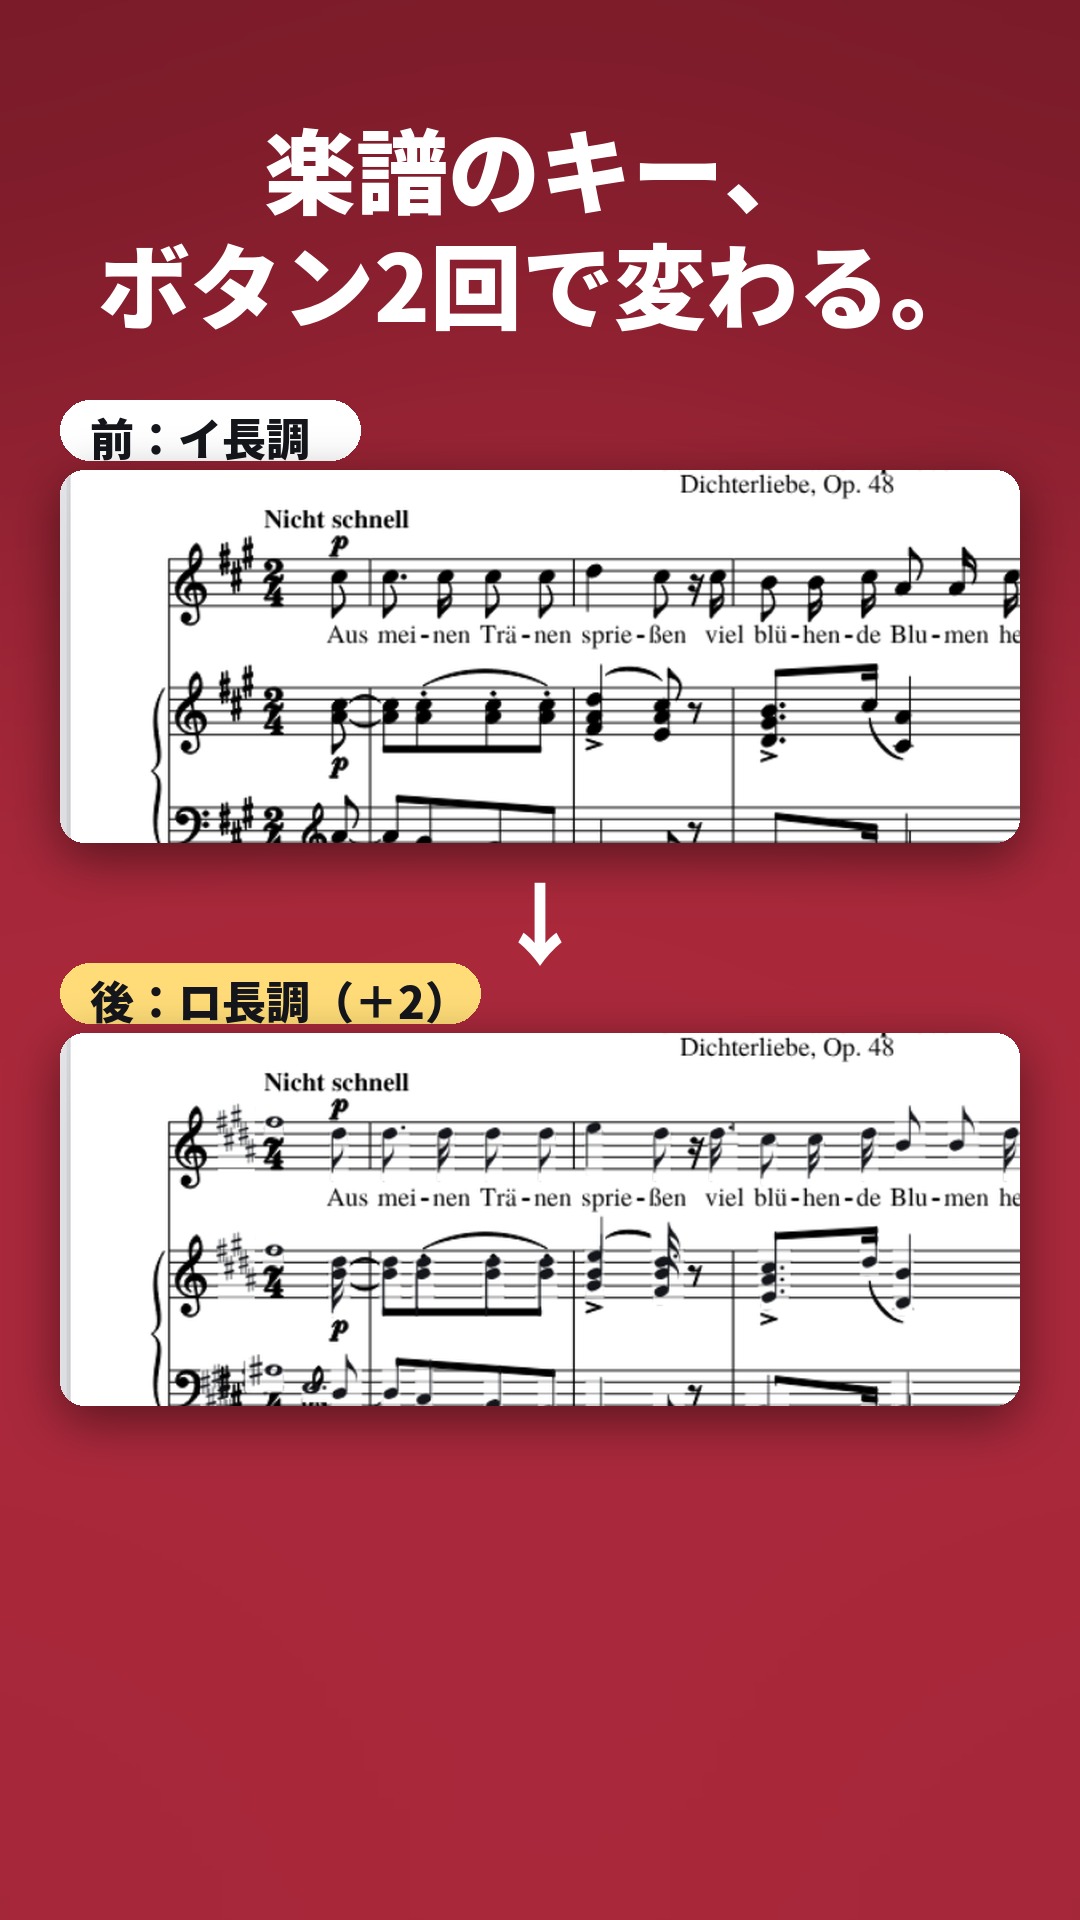 楽譜のキー、
ボタン2回で変わる。
前：イ長調
Dichterliebe, Op. 48
Nicht schnell
p
Aus mei-nen Trä-nen sprie-ßen viel blü-hen-de Blu-men he
p
↓
後：ロ長調（＋2）
Dichterliebe, Op. 48
Nicht schnell
p
Aus mei-nen Trä-nen sprie-ßen viel blü-hen-de Blu-men he
p